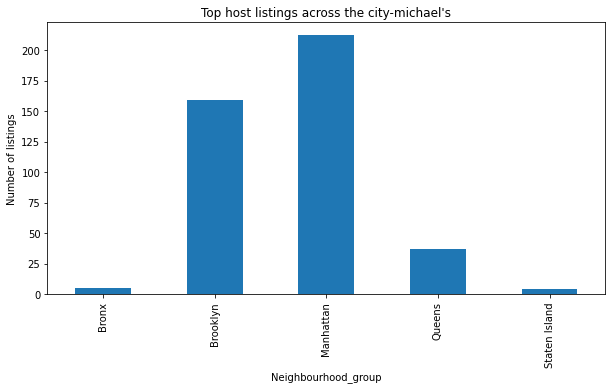 Top host listings across the city-michael's
Number of listings
200
175
150
125
100
75
50
25
0
Bronx
Brooklyn
Manhattan
Queens
Staten Island
Neighbourhood_group